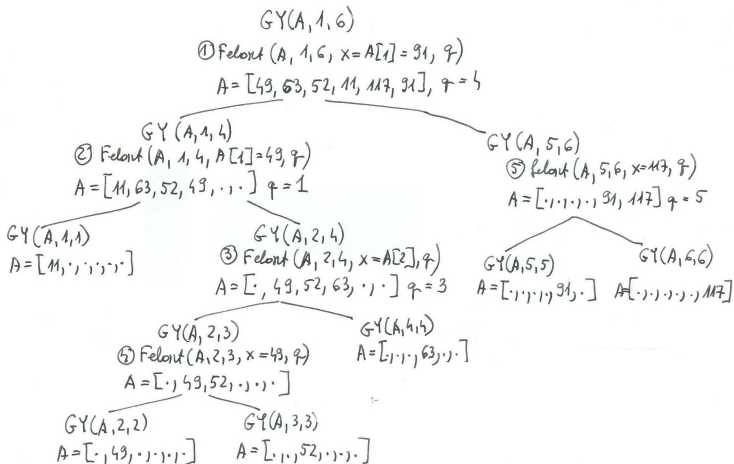 GY(A,1,6)
① Feloszt (A, 1,6, x=A[1]=91, q)
A=[49, 63, 52, 11, 117, 91], q=4
GY(A,1,4)
② Feloszt (A, 1,4, A[1]=49, q)
A=[11, 63, 52, 49, ., .] q=1
GY(A,5,6)
⑤ feloszt (A, 5,6, x=117, q)
A=[., ., ., ., 91, 117] q=5
GY(A,1,1)
A=[11, ., ., ., ., .]
GY(A,2,4)
③ Feloszt (A, 2,4, x=A[2], q)
A=[., 49, 52, 63, ., .] q=3
GY(A,5,5)
A=[., ., ., ., 91, .]
GY(A,6,6)
A=[., ., ., ., ., 117]
GY(A,2,3)
④ Feloszt (A,2,3, x=49, q)
A=[., 49, 52, ., ., .]
GY(A,4,4)
A=[., ., ., 63, ., .]
GY(A,2,2)
A=[., 49, ., ., ., .]
GY(A,3,3)
A=[., ., 52, ., ., .]